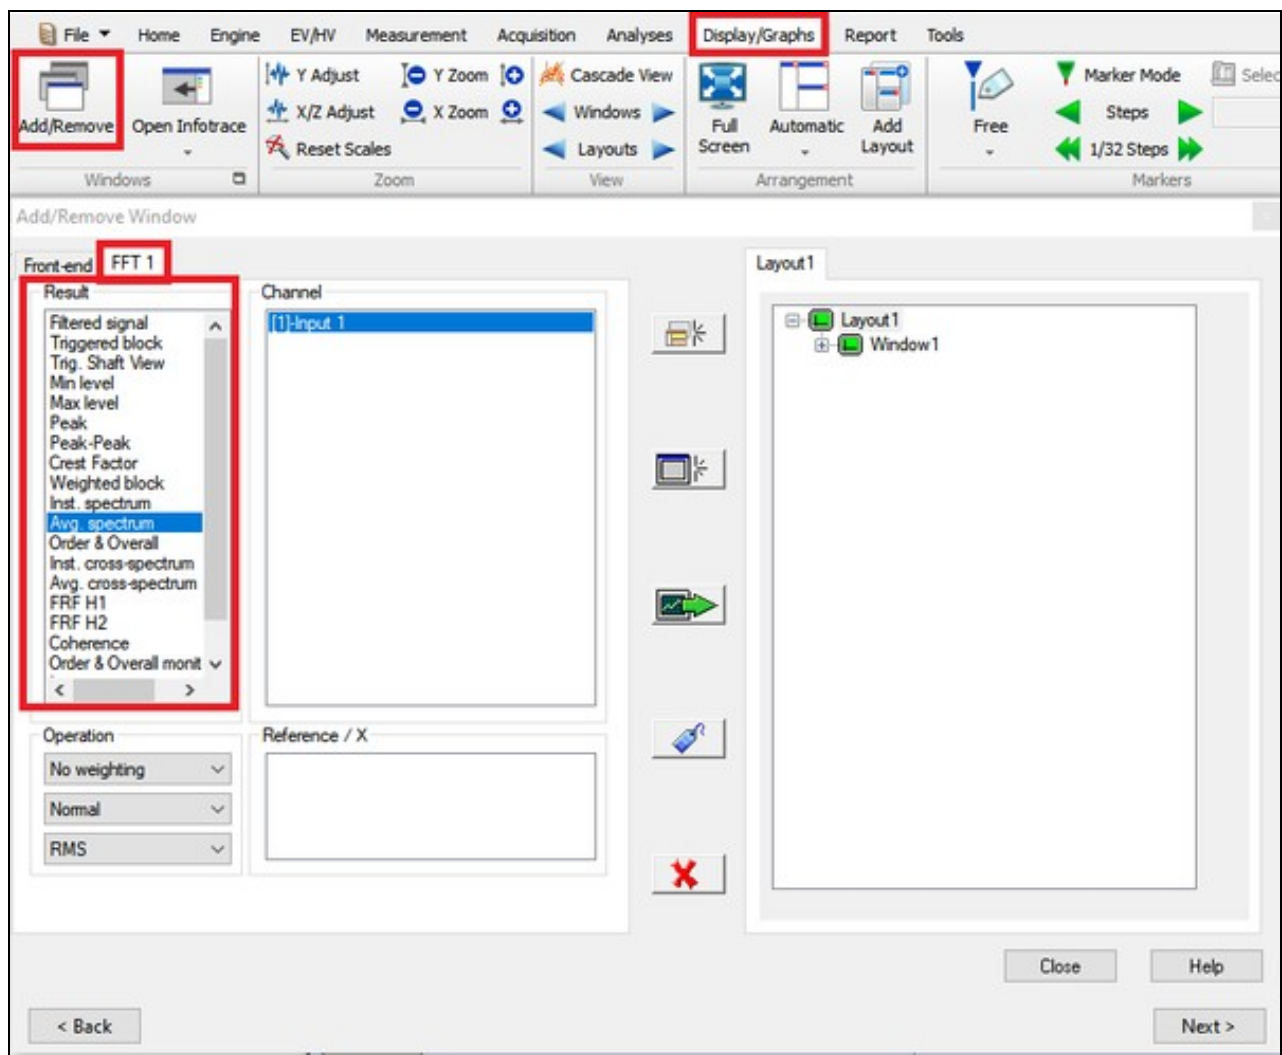 File Home Engine EV/HV Measurement Acquisition Analyses Display/Graphs Report Tools
Y Adjust Y Zoom Cascade View Marker Mode Selec
Add/Remove Open Infotrace X/Z Adjust X Zoom Windows Full Screen Automatic Add Layout Free Steps
Reset Scales Layouts 1/32 Steps
Windows Zoom View Arrangement Markers
Add/Remove Window
Front-end FFT 1 Layout1
Result Channel
Filtered signal [1]-Input 1 Layout1
Triggered block Window1
Trig. Shaft View
Min level
Max level
Peak
Peak-Peak
Crest Factor
Weighted block
Inst. spectrum
Avg. spectrum
Order & Overall
Inst. cross-spectrum
Avg. cross-spectrum
FRF H1
FRF H2
Coherence
Order & Overall monit
Operation Reference / X
No weighting
Normal
RMS
Close Help
< Back Next >